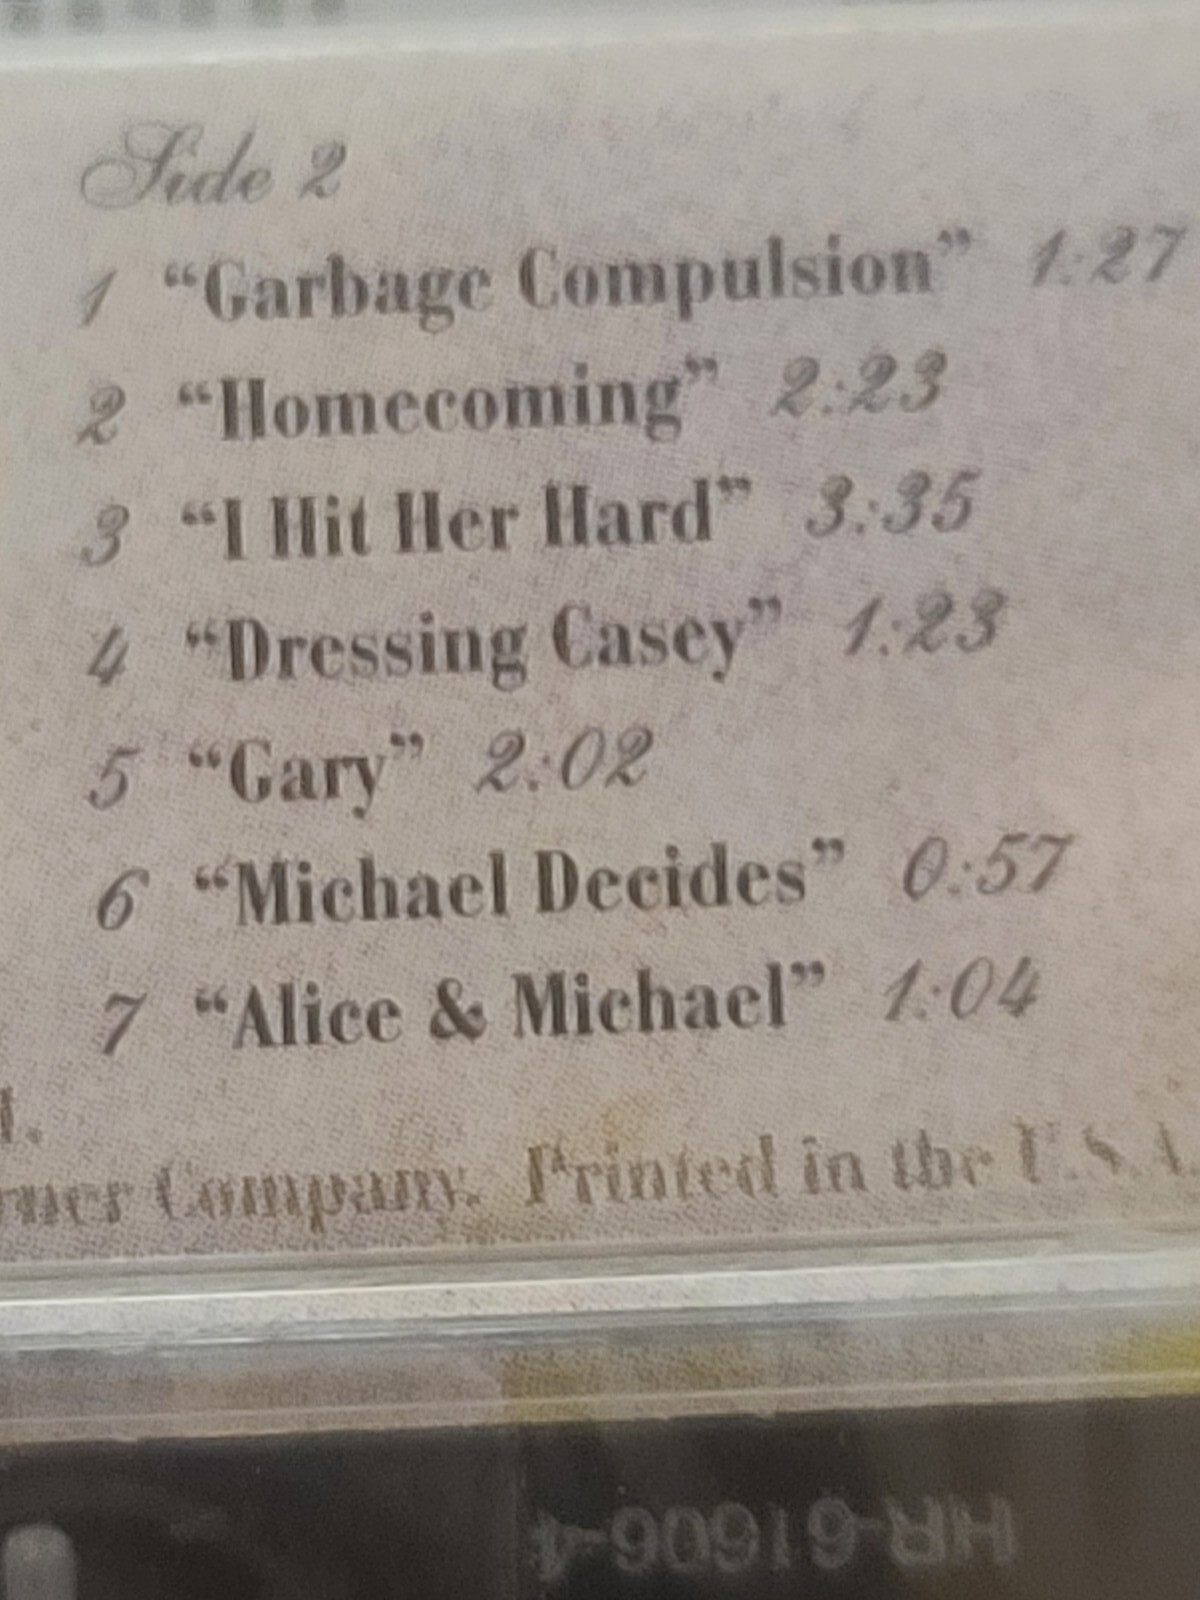 Side 2
1 “Garbage Compulsion” 1:27
2 “Homecoming” 2:23
3 “I Hit Her Hard” 3:35
4 “Dressing Casey” 1:23
5 “Gary” 2:02
6 “Michael Decides” 0:57
7 “Alice & Michael” 1:04
Company. Printed in the U.S.A.
HR-61606-4